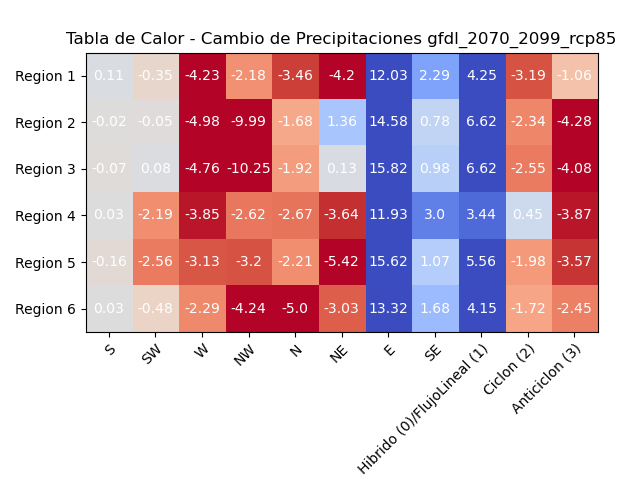 Tabla de Calor - Cambio de Precipitaciones gfdl_2070_2099_rcp85
Region 1 0.11 -0.35 -4.23 -2.18 -3.46 -4.2 12.03 2.29 4.25 -3.19 -1.06
Region 2 -0.02 -0.05 -4.98 -9.99 -1.68 1.36 14.58 0.78 6.62 -2.34 -4.28
Region 3 -0.07 0.08 -4.76 -10.25 -1.92 0.13 15.82 0.98 6.62 -2.55 -4.08
Region 4 0.03 -2.19 -3.85 -2.62 -2.67 -3.64 11.93 3.0 3.44 0.45 -3.87
Region 5 -0.16 -2.56 -3.13 -3.2 -2.21 -5.42 15.62 1.07 5.56 -1.98 -3.57
Region 6 0.03 -0.48 -2.29 -4.24 -5.0 -3.03 13.32 1.68 4.15 -1.72 -2.45
S SW W NW N NE E SE Hibrido (0)/FlujoLineal (1) Ciclon (2) Anticiclon (3)